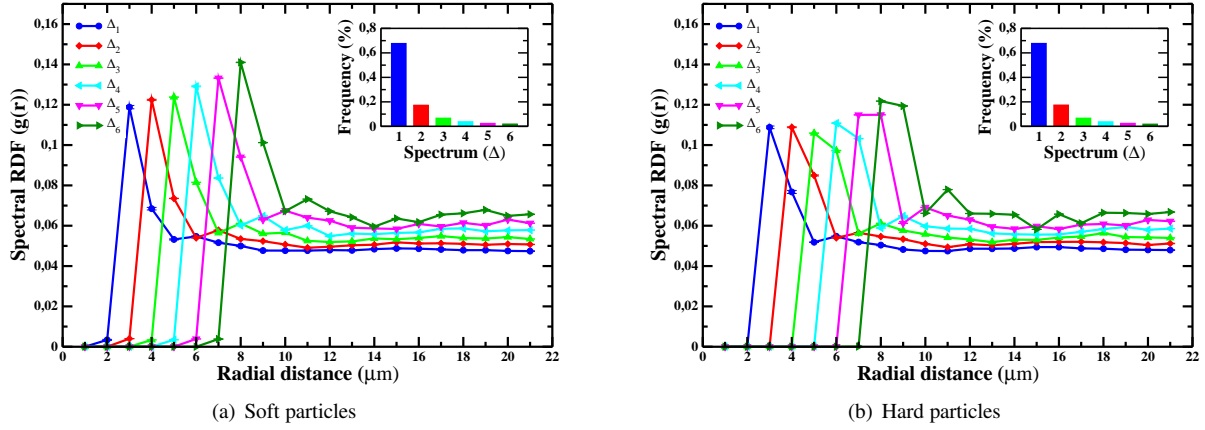 0,16
0,14
0,12
0,1
0,08
0,06
0,04
0,02
0
Spectral RDF (g(r))
Δ1
Δ2
Δ3
Δ4
Δ5
Δ6
0,8
0,6
0,4
0,2
0
Frequency (%)
1 2 3 4 5 6
Spectrum (Δ)
0 2 4 6 8 10 12 14 16 18 20 22
Radial distance (μm)
(a) Soft particles
0,16
0,14
0,12
0,1
0,08
0,06
0,04
0,02
0
Spectral RDF (g(r))
Δ1
Δ2
Δ3
Δ4
Δ5
Δ6
0,8
0,6
0,4
0,2
0
Frequency (%)
1 2 3 4 5 6
Spectrum (Δ)
0 2 4 6 8 10 12 14 16 18 20 22
Radial distance (μm)
(b) Hard particles